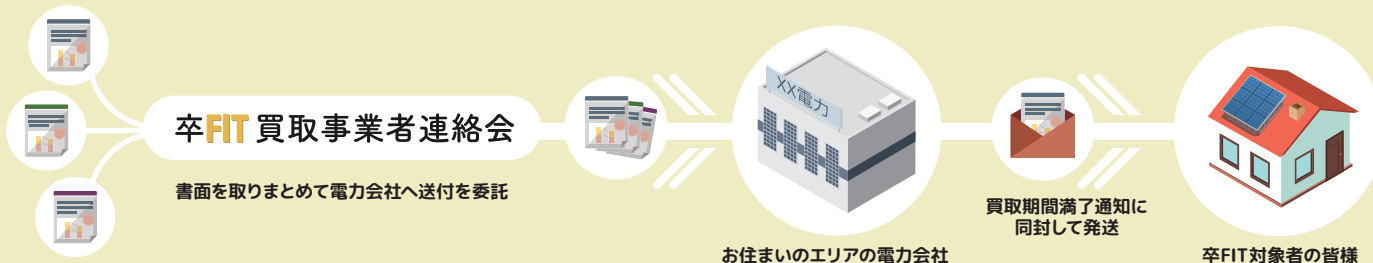 卒FIT買取事業者連絡会
書面を取りまとめて電力会社へ送付を委託
XX電力
お住まいのエリアの電力会社
買取期間満了通知に
同封して発送
卒FIT対象者の皆様